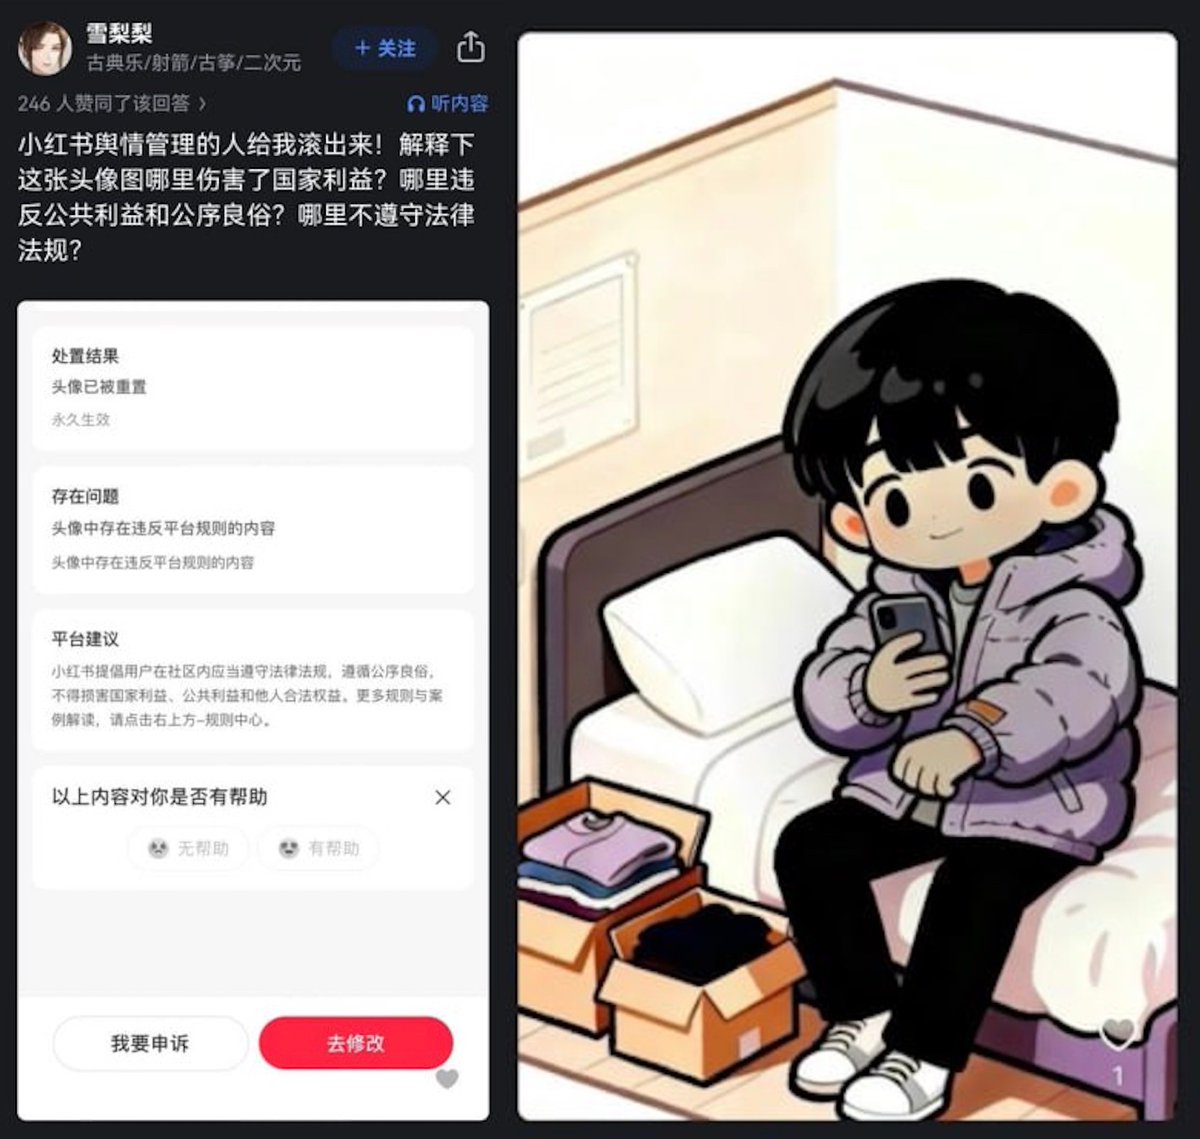 雪梨梨
古典乐/射箭/古筝/二次元
+ 关注
246 人赞同了该回答 〉
听内容
小红书舆情管理的人给我滚出来！解释下
这张头像图哪里伤害了国家利益？哪里违
反公共利益和公序良俗？哪里不遵守法律
法规？
处置结果
头像已被重置
永久生效
存在问题
头像中存在违反平台规则的内容
头像中存在违反平台规则的内容
平台建议
小红书提倡用户在社区内应当遵守法律法规，遵循公序良俗，
不得损害国家利益、公共利益和他人合法权益。更多规则与案
例解读，请点击右上方-规则中心。
以上内容对你是否有帮助
无帮助
有帮助
我要申诉
去修改
1